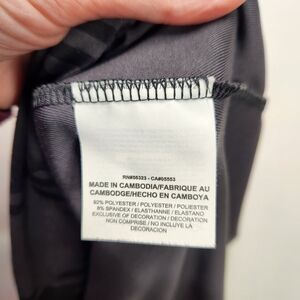 RN#56323 - CA#05553
MADE IN CAMBODIA/FABRIQUE AU
CAMBODGE/HECHO EN CAMBOYA
92% POLYESTER / POLYESTER / POLIESTER
8% SPANDEX / ELASTHANNE / ELASTANO
EXCLUSIVE OF DECORATION / DECORATION
NON COMPRISE / NO INCLUYE LA
DECORACION